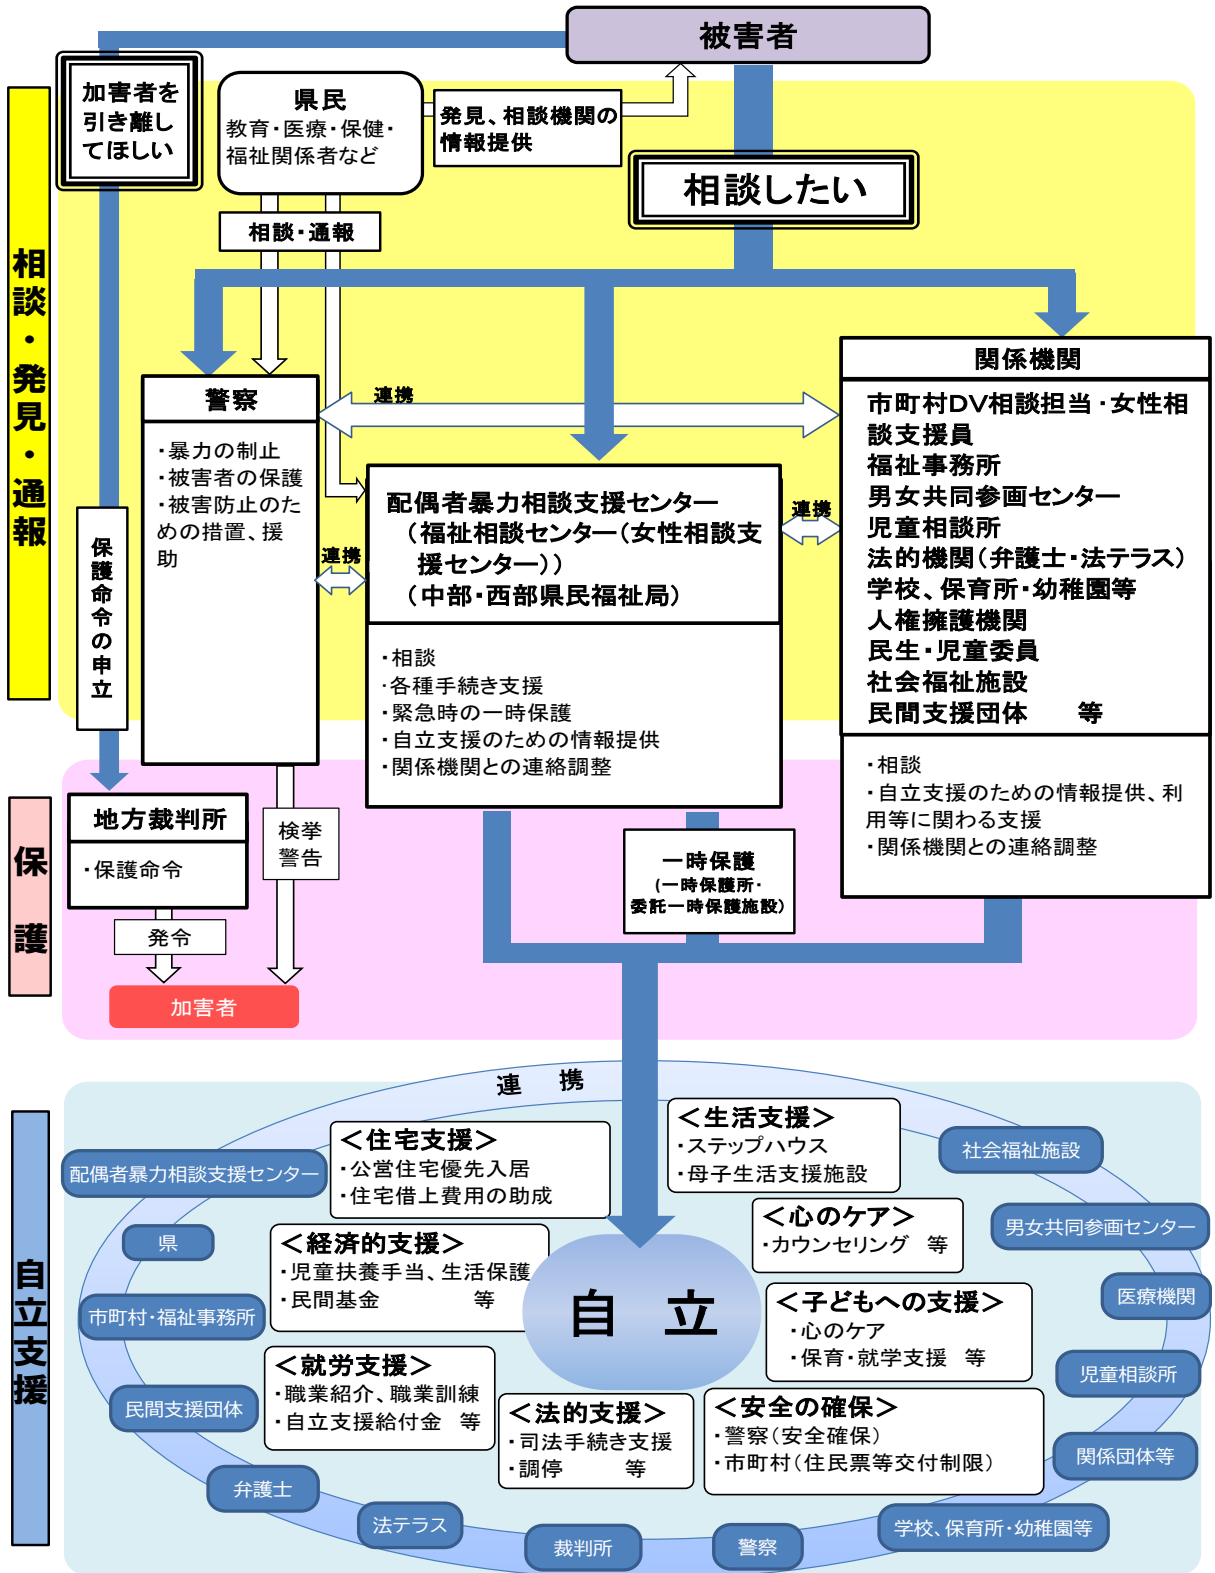 被害者
加害者を
引き離し
てほしい
県民
教育・医療・保健・
福祉関係者など
発見、相談機関の
情報提供
相談したい
相談・通報
相談・発見・通報
警察
・暴力の制止
・被害者の保護
・被害防止のた
めの措置、援
助
連携
連携
連携
配偶者暴力相談支援センター
（福祉相談センター（女性相談支
援センター））
（中部・西部県民福祉局）
・相談
・各種手続き支援
・緊急時の一時保護
・自立支援のための情報提供
・関係機関との連絡調整
関係機関
市町村DV相談担当・女性相
談支援員
福祉事務所
男女共同参画センター
児童相談所
法的機関（弁護士・法テラス）
学校、保育所・幼稚園等
人権擁護機関
民生・児童委員
社会福祉施設
民間支援団体　　等
・相談
・自立支援のための情報提供、利
用等に関わる支援
・関係機関との連絡調整
保護命令の申立
保護
地方裁判所
・保護命令
検挙
警告
発令
加害者
一時保護
（一時保護所・
委託一時保護施設）
自立支援
連　携
＜住宅支援＞
・公営住宅優先入居
・住宅借上費用の助成
＜生活支援＞
・ステップハウス
・母子生活支援施設
＜経済的支援＞
・児童扶養手当、生活保護
・民間基金　　　　等
＜心のケア＞
・カウンセリング　等
自　立
＜子どもへの支援＞
・心のケア
・保育・就学支援　等
＜就労支援＞
・職業紹介、職業訓練
・自立支援給付金　等
＜法的支援＞
・司法手続き支援
・調停　　　等
＜安全の確保＞
・警察（安全確保）
・市町村（住民票等交付制限）
配偶者暴力相談支援センター
県
市町村・福祉事務所
民間支援団体
弁護士
法テラス
裁判所
警察
学校、保育所・幼稚園等
関係団体等
児童相談所
医療機関
男女共同参画センター
社会福祉施設